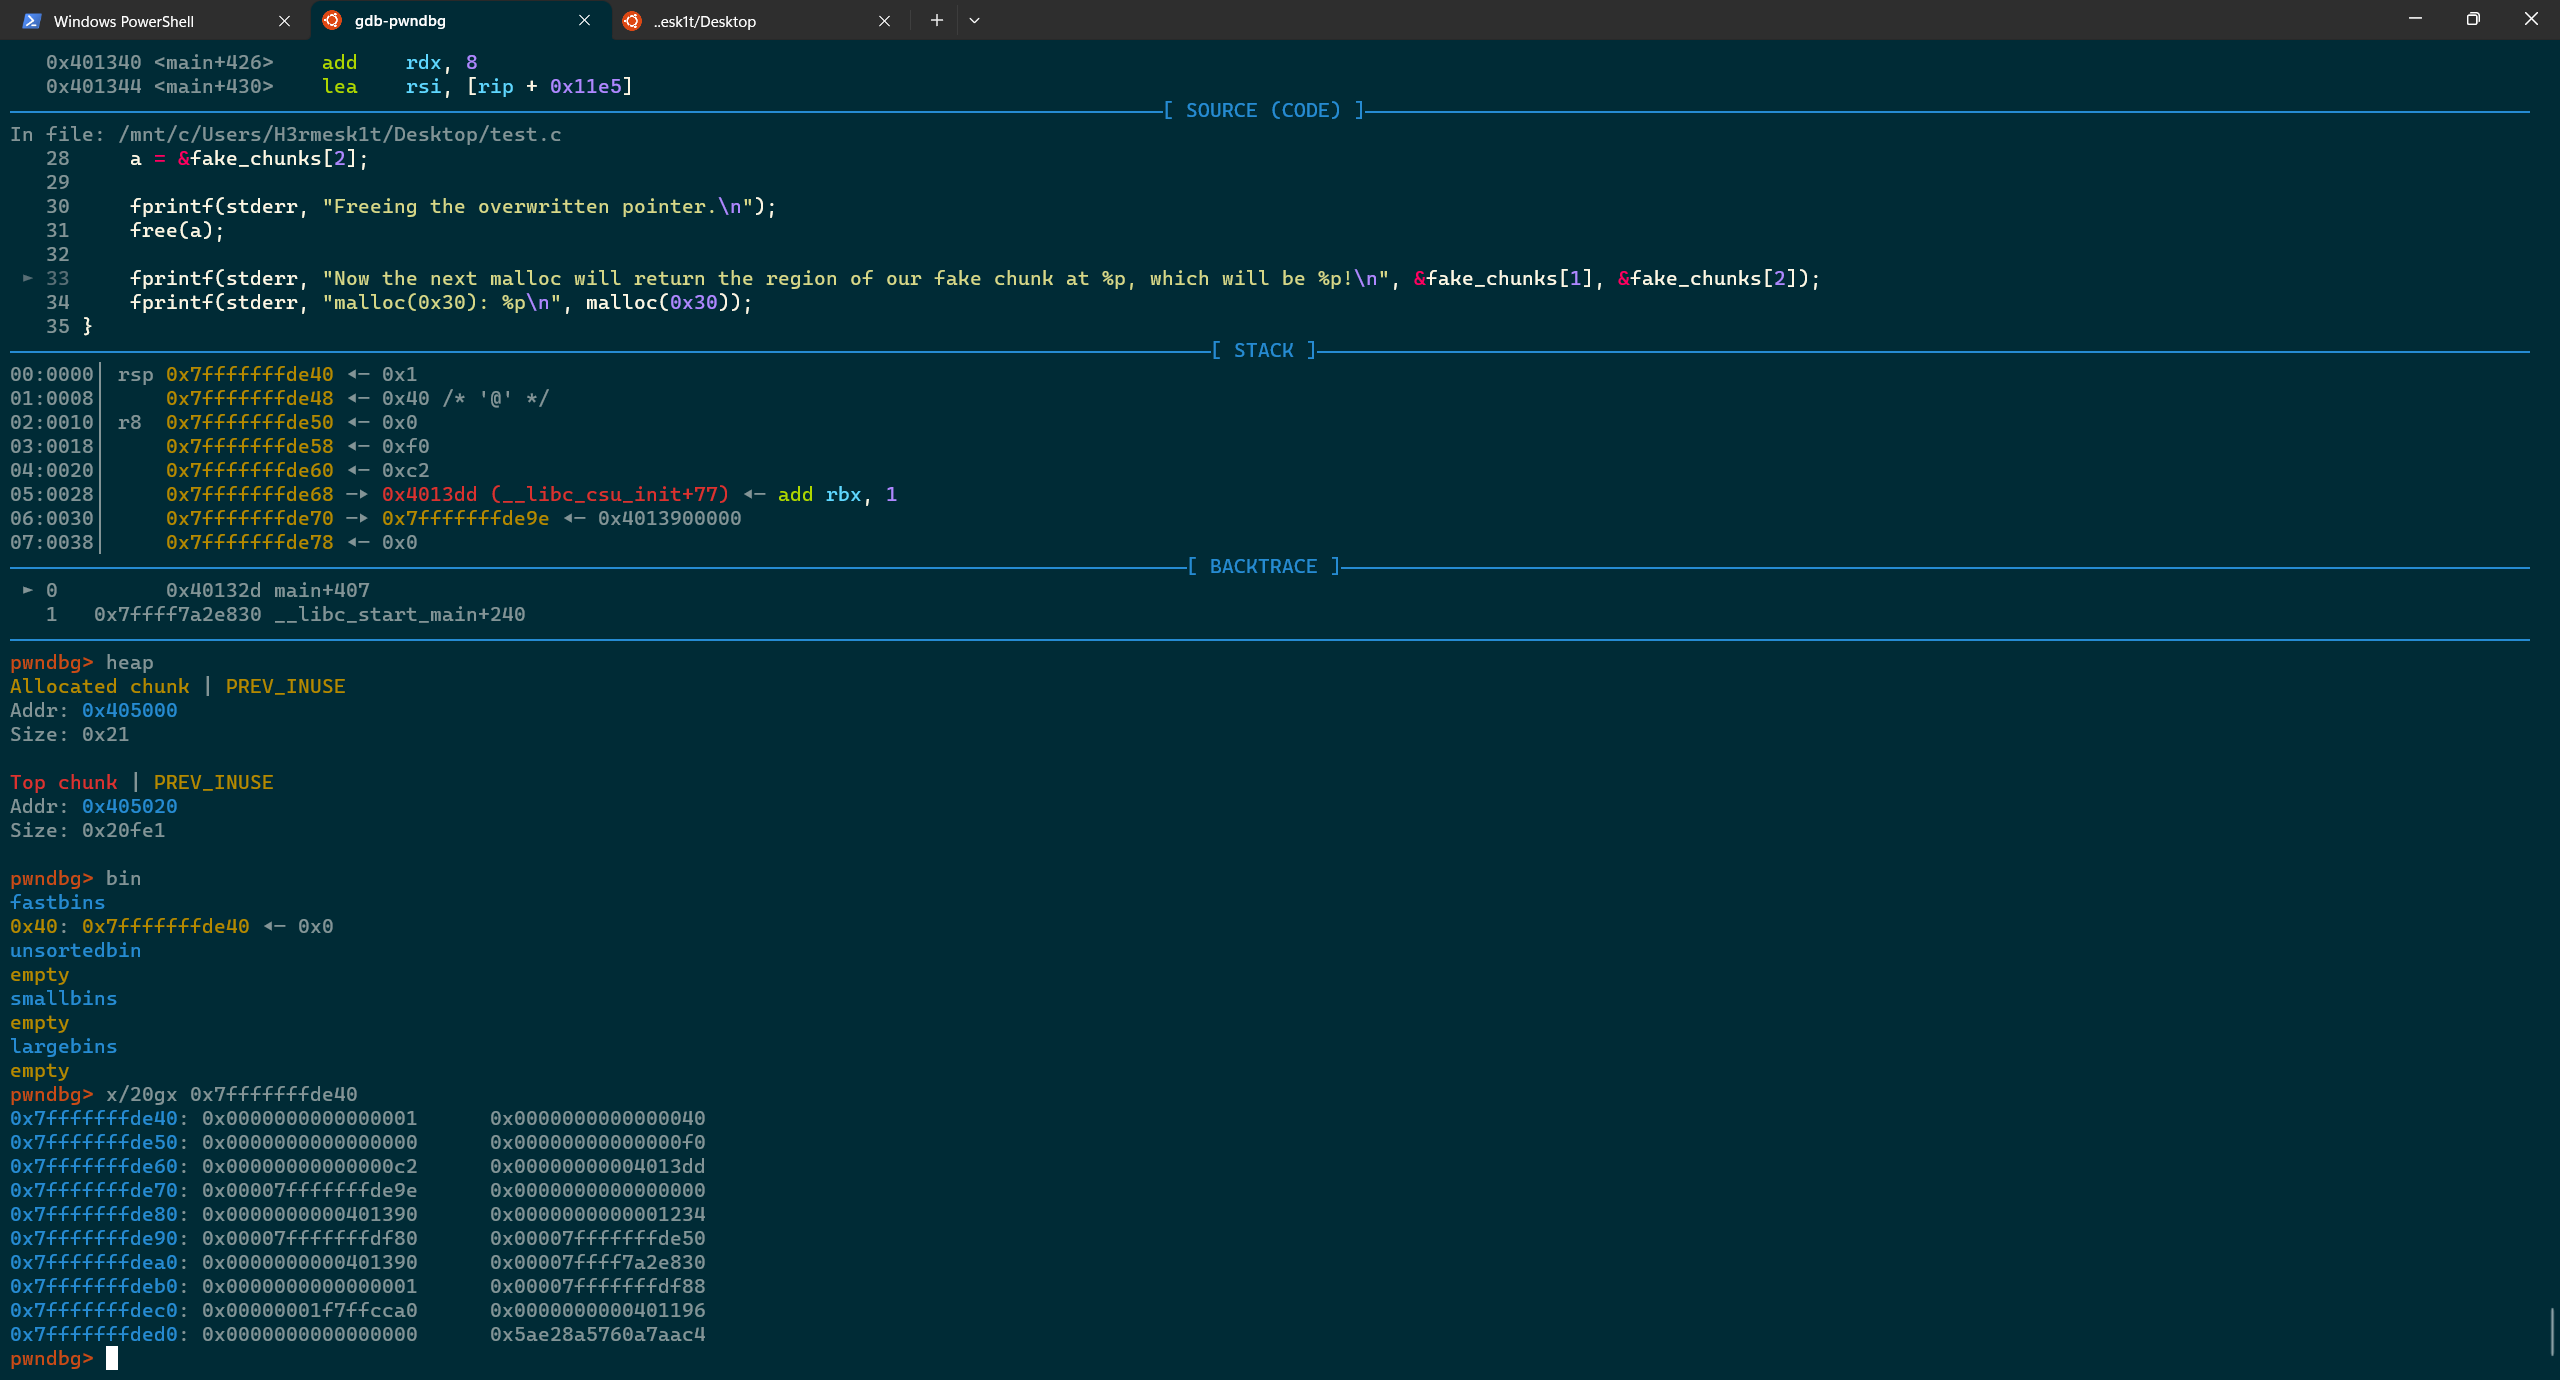 Windows PowerShell
gdb-pwndbg
..esk1t/Desktop
0x401340 <main+426>    add    rdx, 8
0x401344 <main+430>    lea    rsi, [rip + 0x11e5]
[ SOURCE (CODE) ]
In file: /mnt/c/Users/H3rmesk1t/Desktop/test.c
   28     a = &fake_chunks[2];
   29
   30     fprintf(stderr, "Freeing the overwritten pointer.\n");
   31     free(a);
   32
 ► 33     fprintf(stderr, "Now the next malloc will return the region of our fake chunk at %p, which will be %p!\n", &fake_chunks[1], &fake_chunks[2]);
   34     fprintf(stderr, "malloc(0x30): %p\n", malloc(0x30));
   35 }
[ STACK ]
00:0000│ rsp 0x7fffffffde40 ◂— 0x1
01:0008│     0x7fffffffde48 ◂— 0x40 /* '@' */
02:0010│ r8  0x7fffffffde50 ◂— 0x0
03:0018│     0x7fffffffde58 ◂— 0xf0
04:0020│     0x7fffffffde60 ◂— 0xc2
05:0028│     0x7fffffffde68 —▸ 0x4013dd (__libc_csu_init+77) ◂— add rbx, 1
06:0030│     0x7fffffffde70 —▸ 0x7fffffffde9e ◂— 0x4013900000
07:0038│     0x7fffffffde78 ◂— 0x0
[ BACKTRACE ]
 ► 0         0x40132d main+407
   1   0x7ffff7a2e830 __libc_start_main+240
pwndbg> heap
Allocated chunk | PREV_INUSE
Addr: 0x405000
Size: 0x21
Top chunk | PREV_INUSE
Addr: 0x405020
Size: 0x20fe1
pwndbg> bin
fastbins
0x40: 0x7fffffffde40 ◂— 0x0
unsortedbin
empty
smallbins
empty
largebins
empty
pwndbg> x/20gx 0x7fffffffde40
0x7fffffffde40: 0x0000000000000001      0x0000000000000040
0x7fffffffde50: 0x0000000000000000      0x00000000000000f0
0x7fffffffde60: 0x00000000000000c2      0x00000000004013dd
0x7fffffffde70: 0x00007fffffffde9e      0x0000000000000000
0x7fffffffde80: 0x0000000000401390      0x0000000000001234
0x7fffffffde90: 0x00007fffffffdf80      0x00007fffffffde50
0x7fffffffdea0: 0x0000000000401390      0x00007ffff7a2e830
0x7fffffffdeb0: 0x0000000000000001      0x00007fffffffdf88
0x7fffffffdec0: 0x00000001f7ffcca0      0x0000000000401196
0x7fffffffded0: 0x0000000000000000      0x5ae28a5760a7aac4
pwndbg>